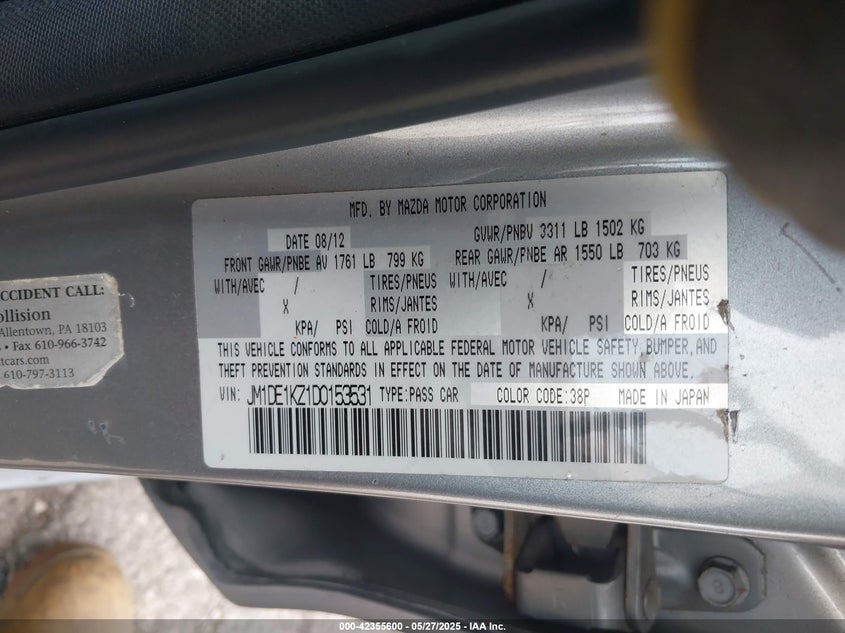 MFD. BY MAZDA MOTOR CORPORATION
DATE 08/12 GVWR/PNBV 3311 LB 1502 KG
FRONT GAWR/PNBE AV 1761 LB 799 KG REAR GAWR/PNBE AR 1550 LB 703 KG
WITH/AVEC / TIRES/PNEUS WITH/AVEC / TIRES/PNEUS
X RIMS/JANTES X RIMS/JANTES
KPA/ PSI COLD/A FROID KPA/ PSI COLD/A FROID
THIS VEHICLE CONFORMS TO ALL APPLICABLE FEDERAL MOTOR VEHICLE SAFETY, BUMPER, AND
THEFT PREVENTION STANDARDS IN EFFECT ON THE DATE OF MANUFACTURE SHOWN ABOVE.
VIN: JM1DE1KZ1D0153531 TYPE:PASS CAR COLOR CODE:38P MADE IN JAPAN
CCIDENT CALL:
ollision
Allentown, PA 18103
• Fax 610-966-3742
tcars.com
610-797-3113
000-42355600 - 05/27/2025 - IAA Inc.